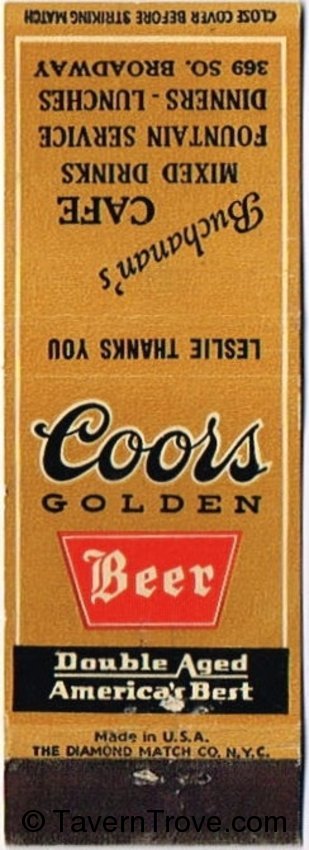 CLOSE COVER BEFORE STRIKING MATCH
369 SO. BROADWAY
DINNERS - LUNCHES
FOUNTAIN SERVICE
MIXED DRINKS
CAFE
Buchanan's
LESLIE THANKS YOU
Coors
GOLDEN
Beer
Double Aged
America's Best
Made in U.S.A.
THE DIAMOND MATCH CO. N.Y.C.
© TavernTrove.com